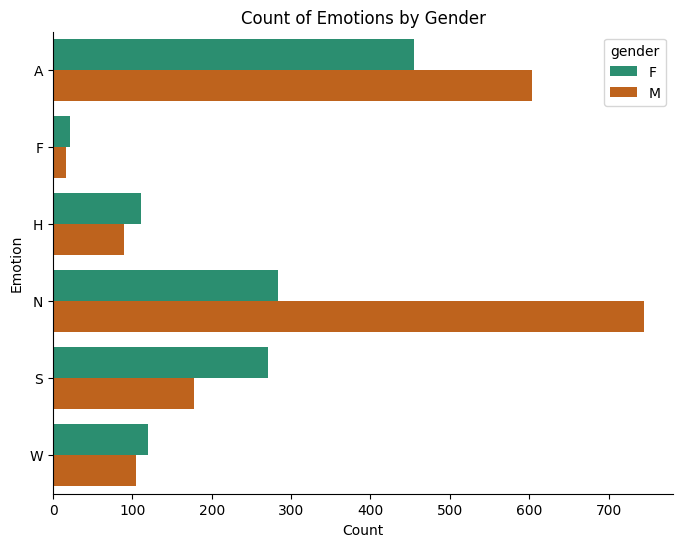 Count of Emotions by Gender
gender
F
M
A
F
H
N
S
W
Emotion
0 100 200 300 400 500 600 700
Count